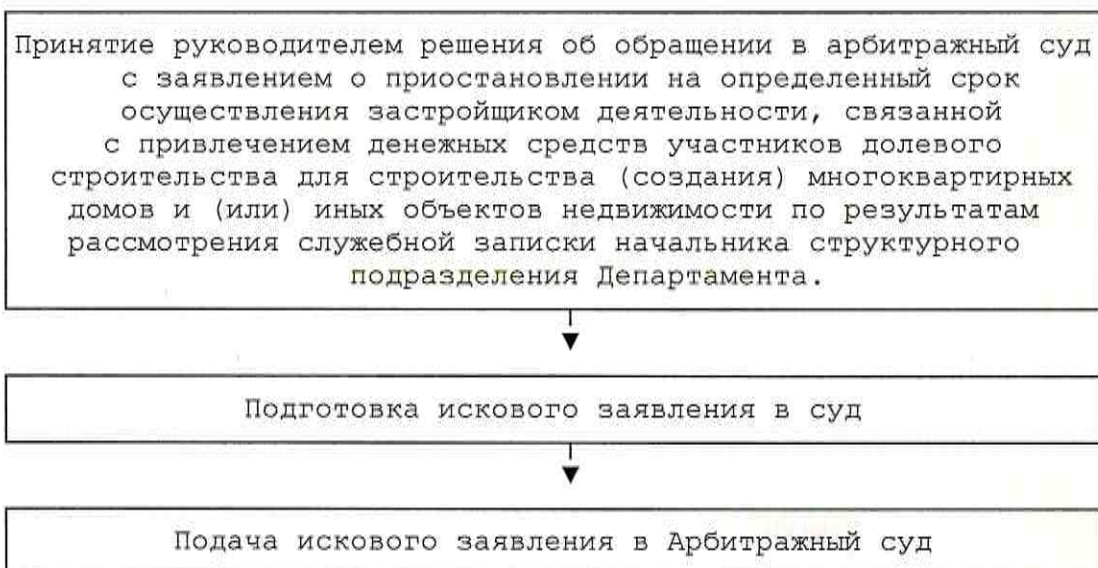 Принятие руководителем решения об обращении в арбитражный суд
с заявлением о приостановлении на определенный срок
осуществления застройщиком деятельности, связанной
с привлечением денежных средств участников долевого
строительства для строительства (создания) многоквартирных
домов и (или) иных объектов недвижимости по результатам
рассмотрения служебной записки начальника структурного
подразделения Департамента.
Подготовка искового заявления в суд
Подача искового заявления в Арбитражный суд